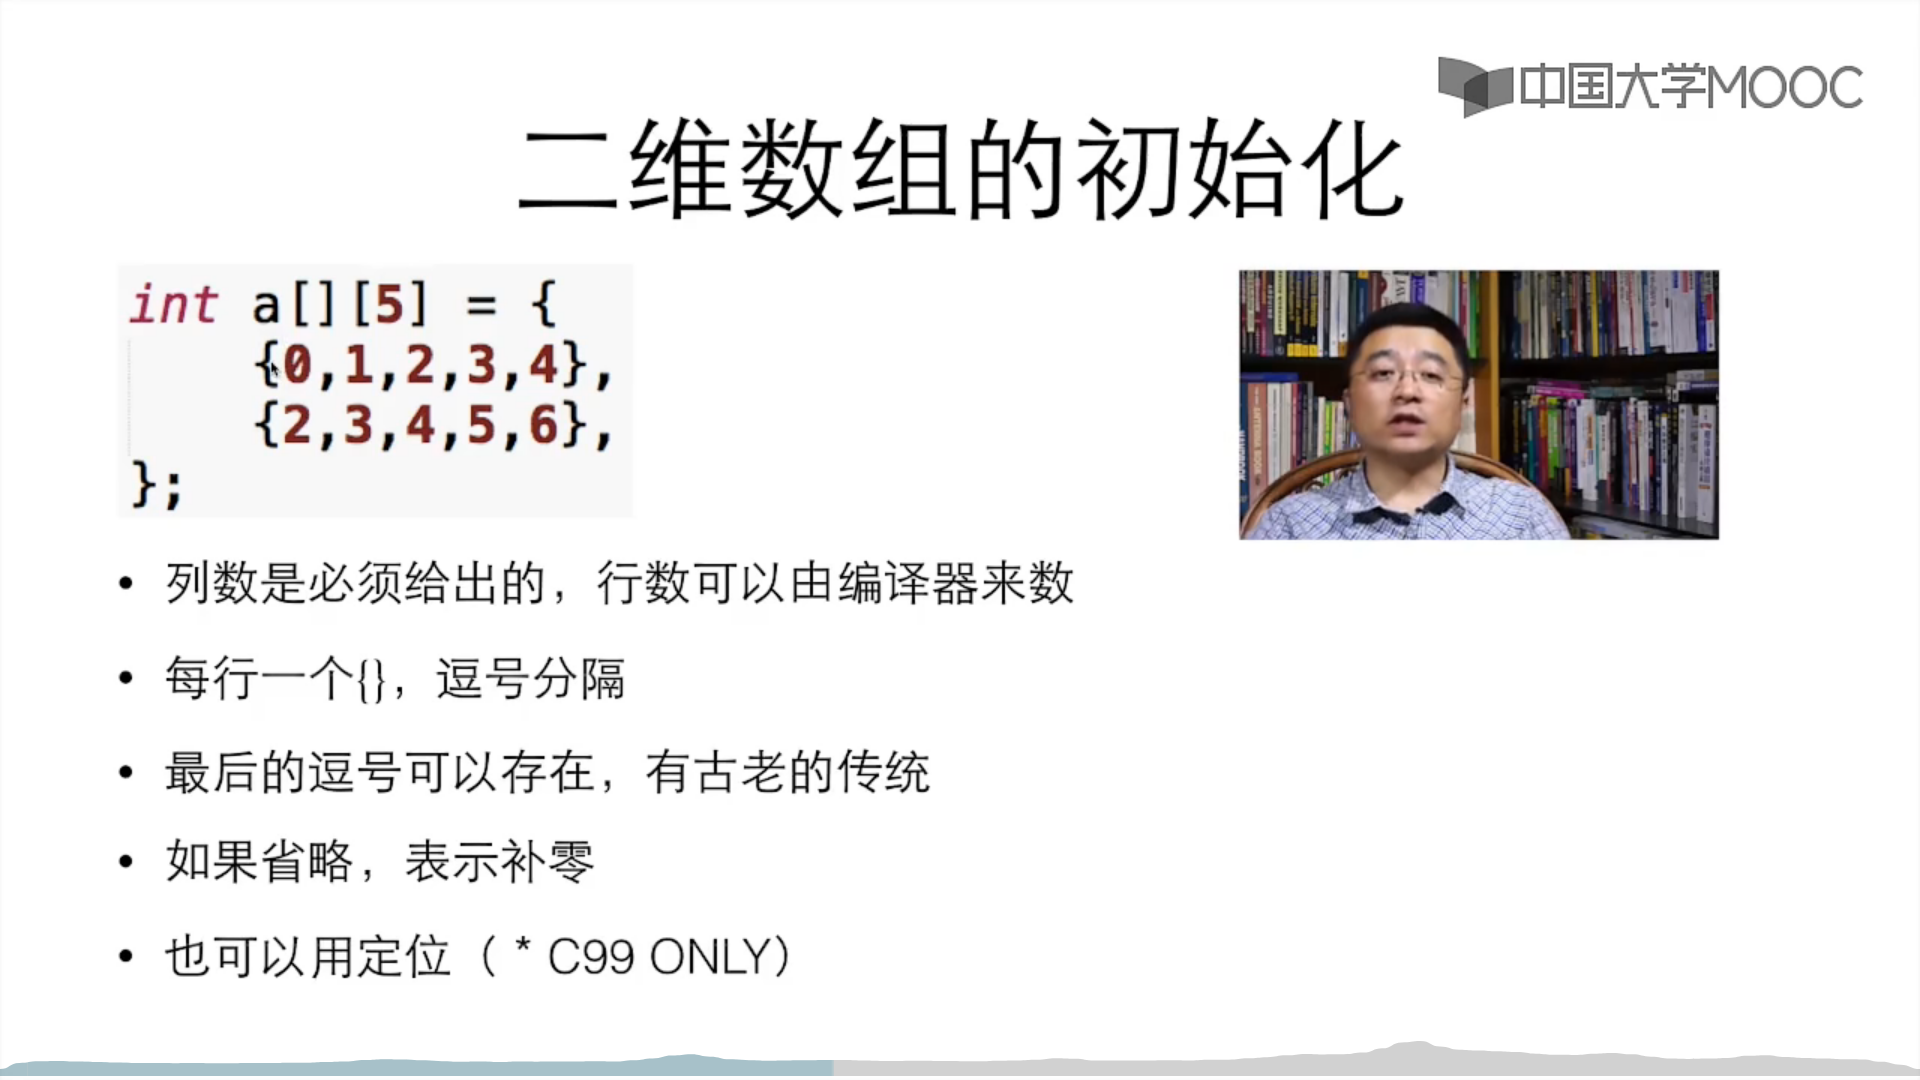 中国大学MOOC
二维数组的初始化
int a[][5] = {
{0,1,2,3,4},
{2,3,4,5,6},
};
• 列数是必须给出的，行数可以由编译器来数
• 每行一个{}，逗号分隔
• 最后的逗号可以存在，有古老的传统
• 如果省略，表示补零
• 也可以用定位（ * C99 ONLY）